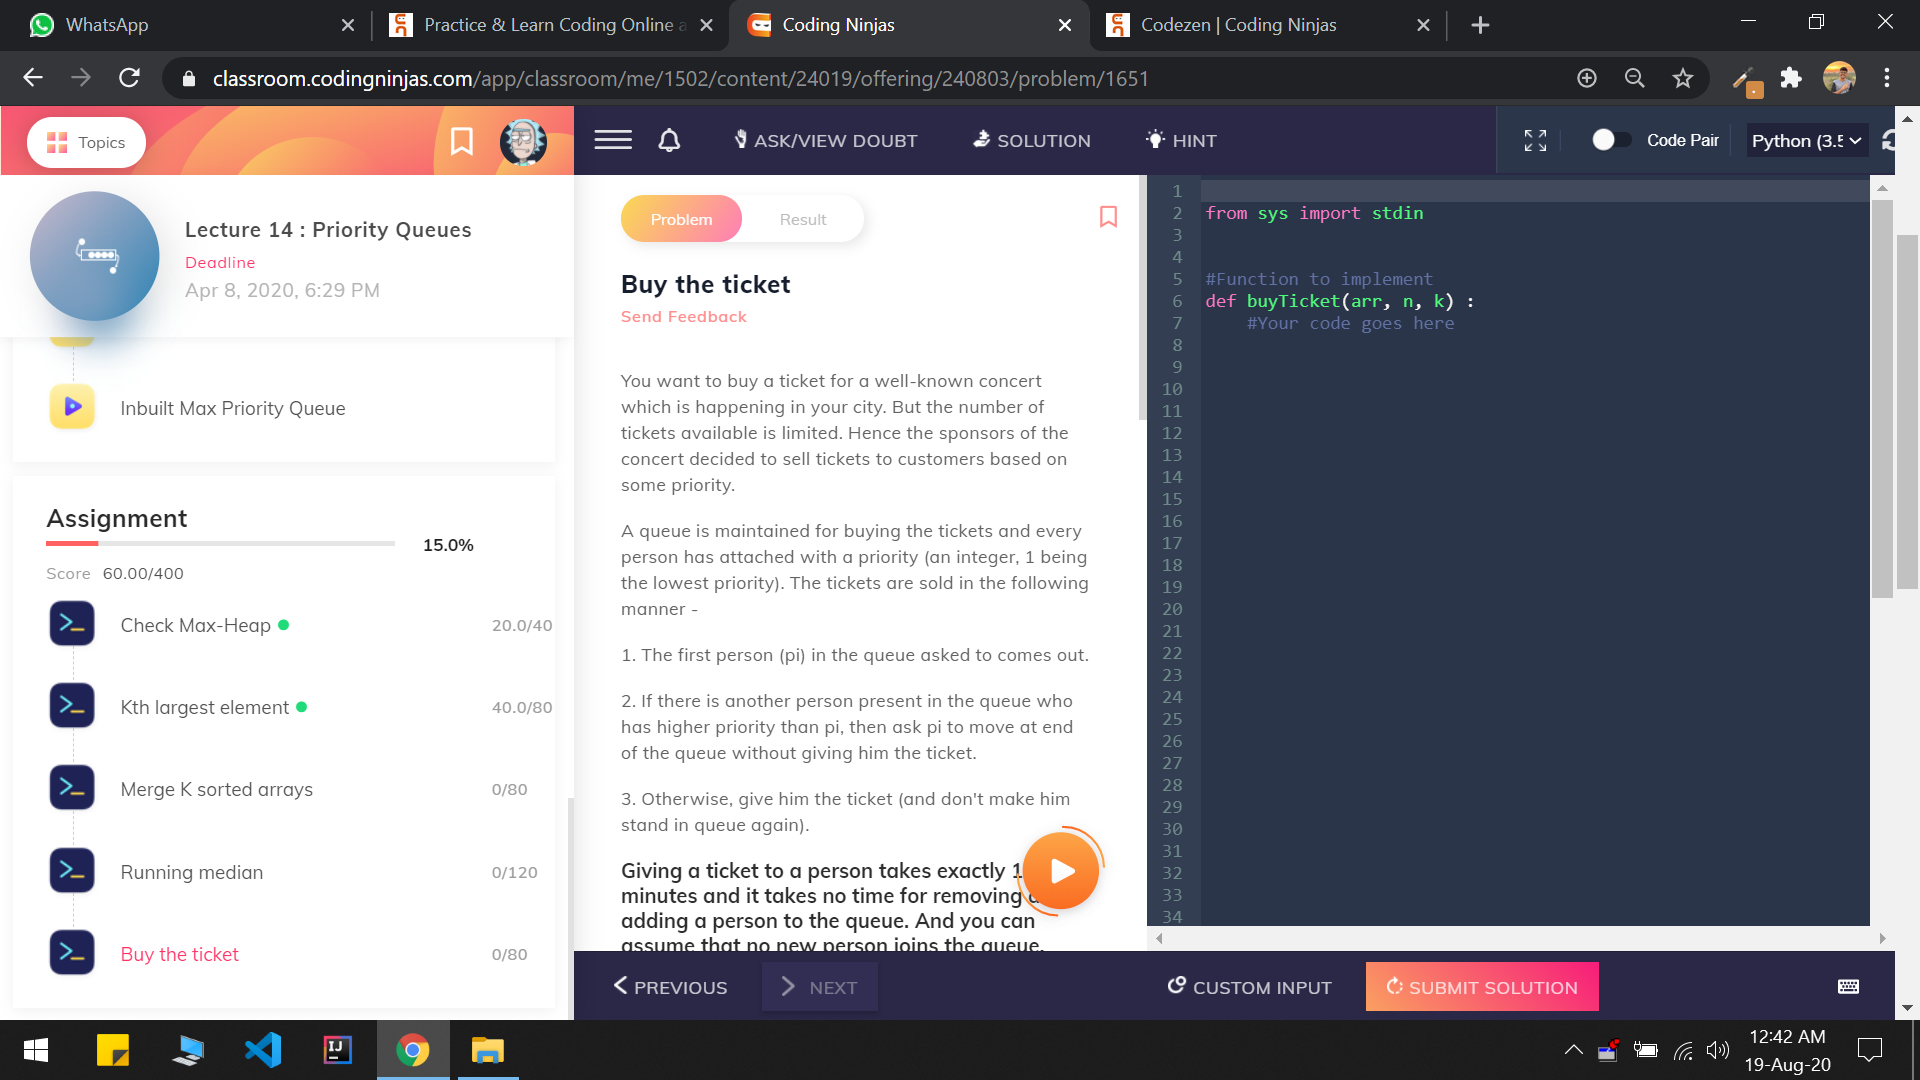 WhatsApp
Practice & Learn Coding Online a
Coding Ninjas
Codezen | Coding Ninjas
classroom.codingninjas.com/app/classroom/me/1502/content/24019/offering/240803/problem/1651
Topics
ASK/VIEW DOUBT
SOLUTION
HINT
Code Pair
Python (3.5
Lecture 14 : Priority Queues
Deadline
Apr 8, 2020, 6:29 PM
Inbuilt Max Priority Queue
Assignment
15.0%
Score 60.00/400
Check Max-Heap 20.0/40
Kth largest element 40.0/80
Merge K sorted arrays 0/80
Running median 0/120
Buy the ticket 0/80
Problem
Result
Buy the ticket
Send Feedback
You want to buy a ticket for a well-known concert
which is happening in your city. But the number of
tickets available is limited. Hence the sponsors of the
concert decided to sell tickets to customers based on
some priority.
A queue is maintained for buying the tickets and every
person has attached with a priority (an integer, 1 being
the lowest priority). The tickets are sold in the following
manner -
1. The first person (pi) in the queue asked to comes out.
2. If there is another person present in the queue who
has higher priority than pi, then ask pi to move at end
of the queue without giving him the ticket.
3. Otherwise, give him the ticket (and don't make him
stand in queue again).
Giving a ticket to a person takes exactly 1
minutes and it takes no time for removing
adding a person to the queue. And you can
assume that no new person joins the queue.
1
2 from sys import stdin
3
4
5 #Function to implement
6 def buyTicket(arr, n, k) :
7 #Your code goes here
8
9
10
11
12
13
14
15
16
17
18
19
20
21
22
23
24
25
26
27
28
29
30
31
32
33
34
PREVIOUS
NEXT
CUSTOM INPUT
SUBMIT SOLUTION
IJ
12:42 AM
19-Aug-20